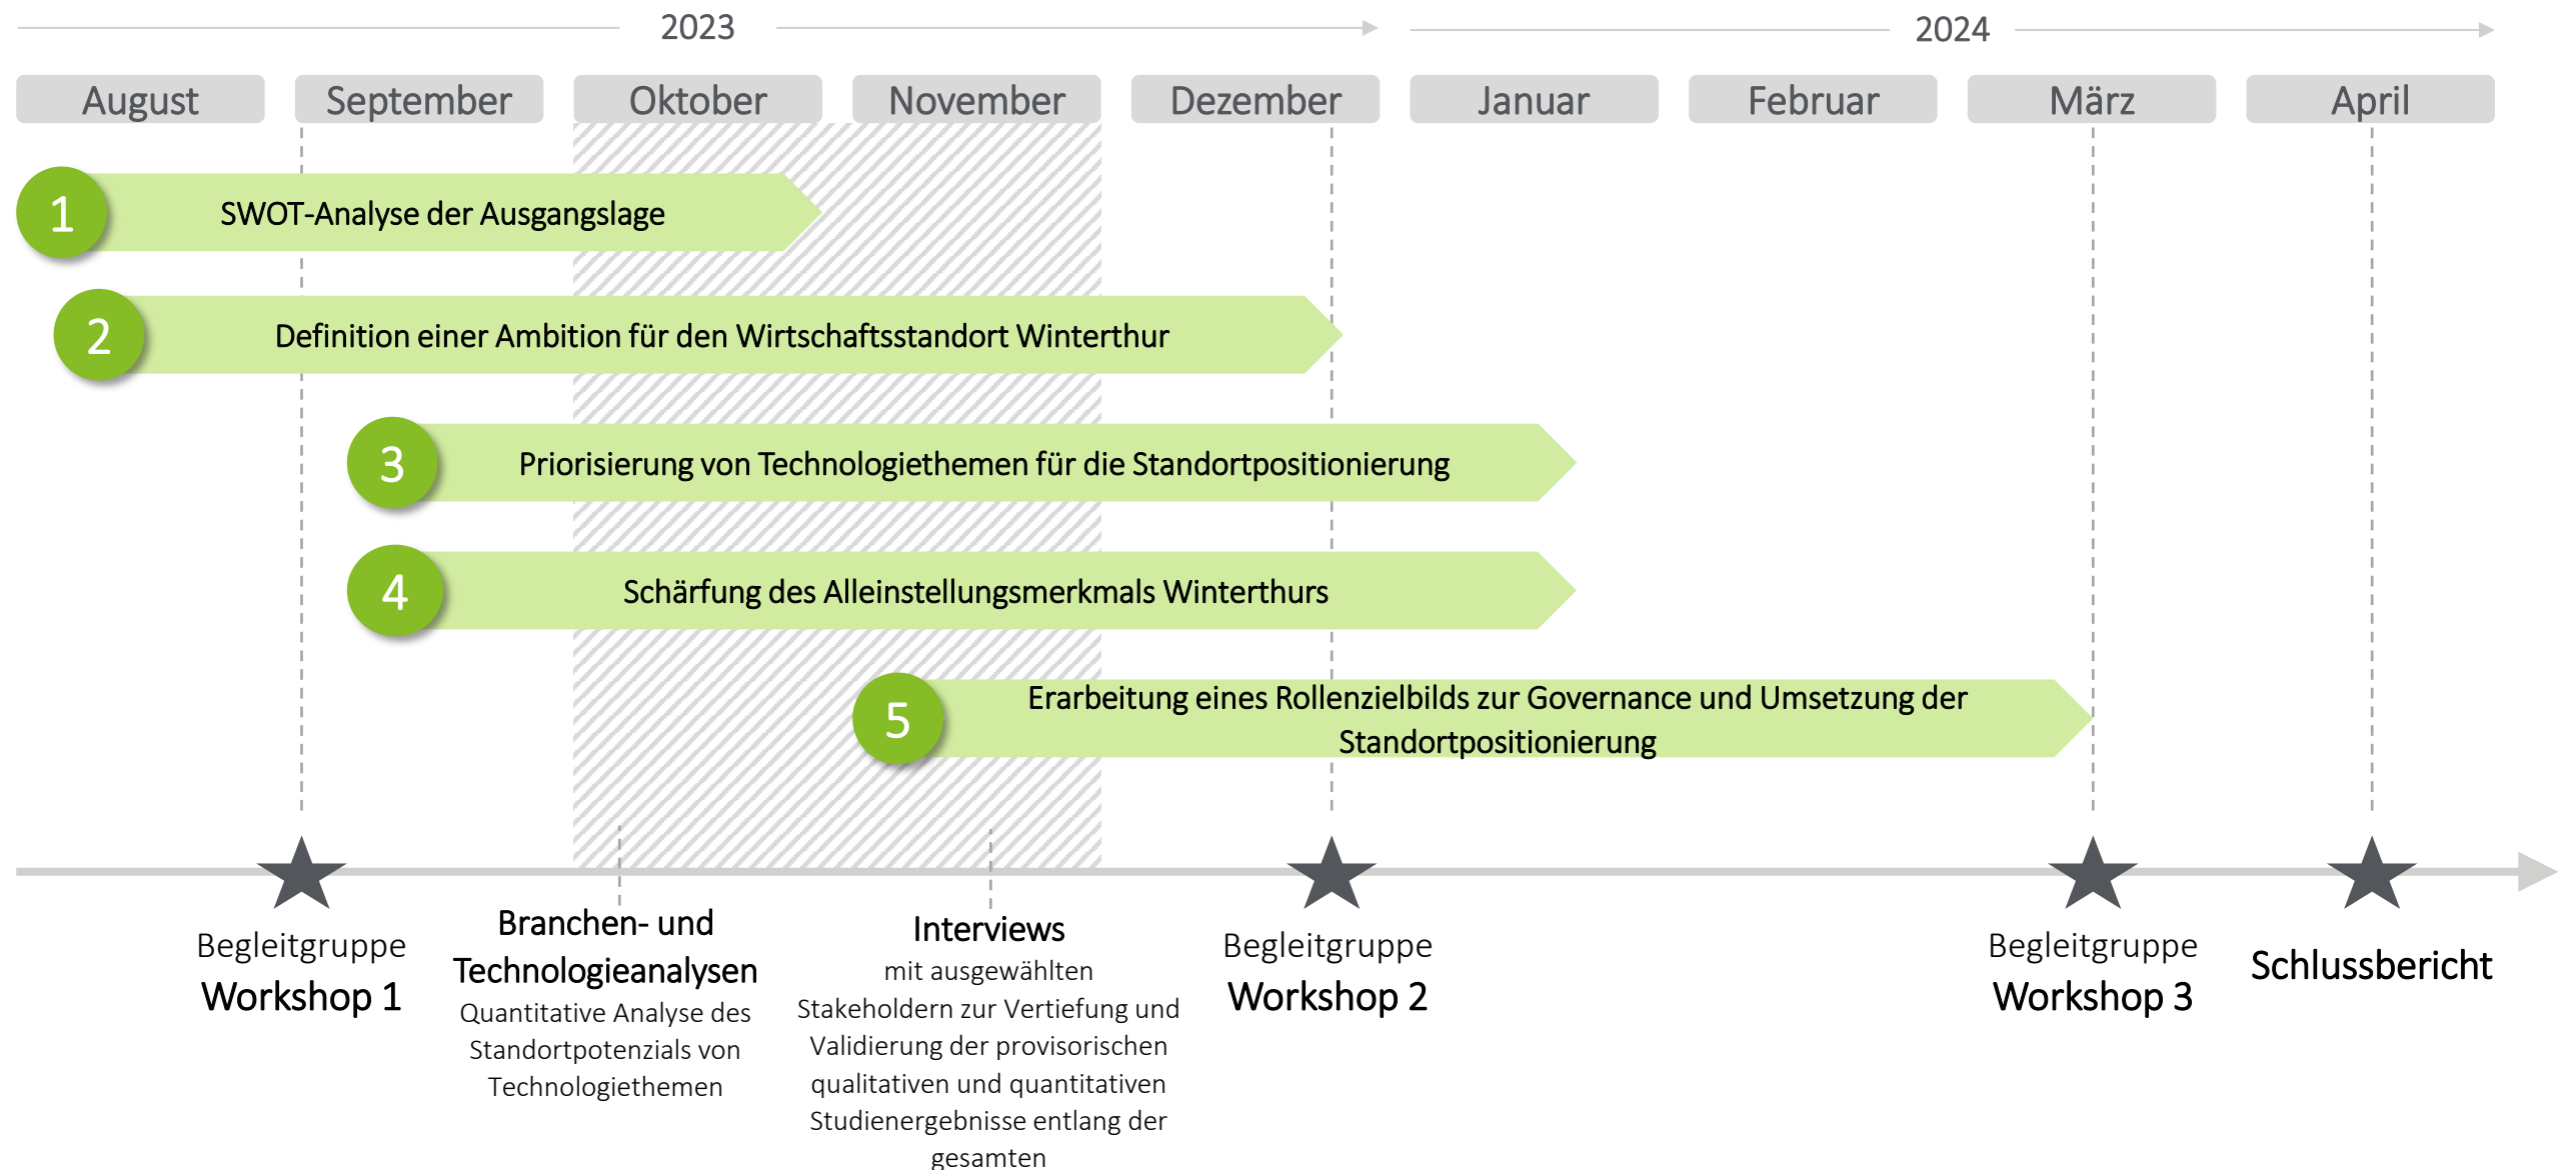 2023
2024
August
September
Oktober
November
Dezember
Januar
Februar
März
April
1
SWOT-Analyse der Ausgangslage
2
Definition einer Ambition für den Wirtschaftsstandort Winterthur
3
Priorisierung von Technologiethemen für die Standortpositionierung
4
Schärfung des Alleinstellungsmerkmals Winterthurs
5
Erarbeitung eines Rollenzielbilds zur Governance und Umsetzung der
Standortpositionierung
Begleitgruppe
Workshop 1
Branchen- und
Technologieanalysen
Quantitative Analyse des
Standortpotenzials von
Technologiethemen
Interviews
mit ausgewählten
Stakeholdern zur Vertiefung und
Validierung der provisorischen
qualitativen und quantitativen
Studienergebnisse entlang der
gesamten
Begleitgruppe
Workshop 2
Begleitgruppe
Workshop 3
Schlussbericht